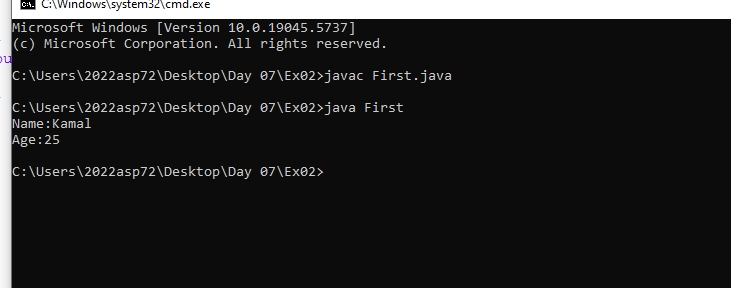 C:\Windows\system32\cmd.exe
Microsoft Windows [Version 10.0.19045.5737]
(c) Microsoft Corporation. All rights reserved.
C:\Users\2022asp72\Desktop\Day 07\Ex02>javac First.java
C:\Users\2022asp72\Desktop\Day 07\Ex02>java First
Name:Kamal
Age:25
C:\Users\2022asp72\Desktop\Day 07\Ex02>